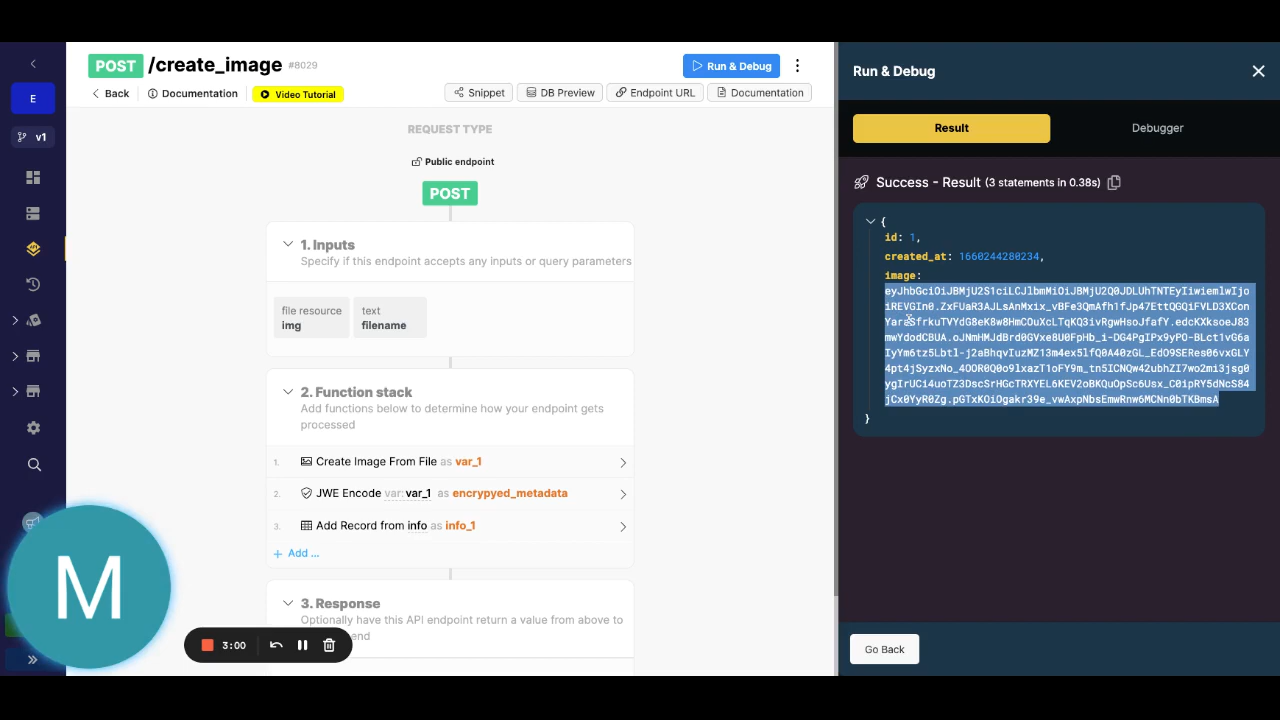 POST /create_image #8029
Run & Debug
Back
Documentation
Video Tutorial
Snippet
DB Preview
Endpoint URL
Documentation
E
v1
REQUEST TYPE
Public endpoint
POST
1. Inputs
Specify if this endpoint accepts any inputs or query parameters
file resource
img
text
filename
2. Function stack
Add functions below to determine how your endpoint gets
processed
1. Create Image From File as var_1
2. JWE Encode var: var_1 as encrypyed_metadata
3. Add Record from info as info_1
+ Add ...
3. Response
Optionally have this API endpoint return a value from above to
end
M
3:00
Run & Debug
Result
Debugger
Success - Result (3 statements in 0.38s)
{
id: 1,
created_at: 1660244280234,
image:
eyJhbGciOiJBMjU2S1ciLCJlbmMiOiJBMjU2Q0JDLUhTNTEyIiwiemlwIjo
iREVGIn0.ZxFUaR3AJLsAnMxix_vBFe3QmAfh1fJp47EttQGQiFVLD3XCon
}
Go Back